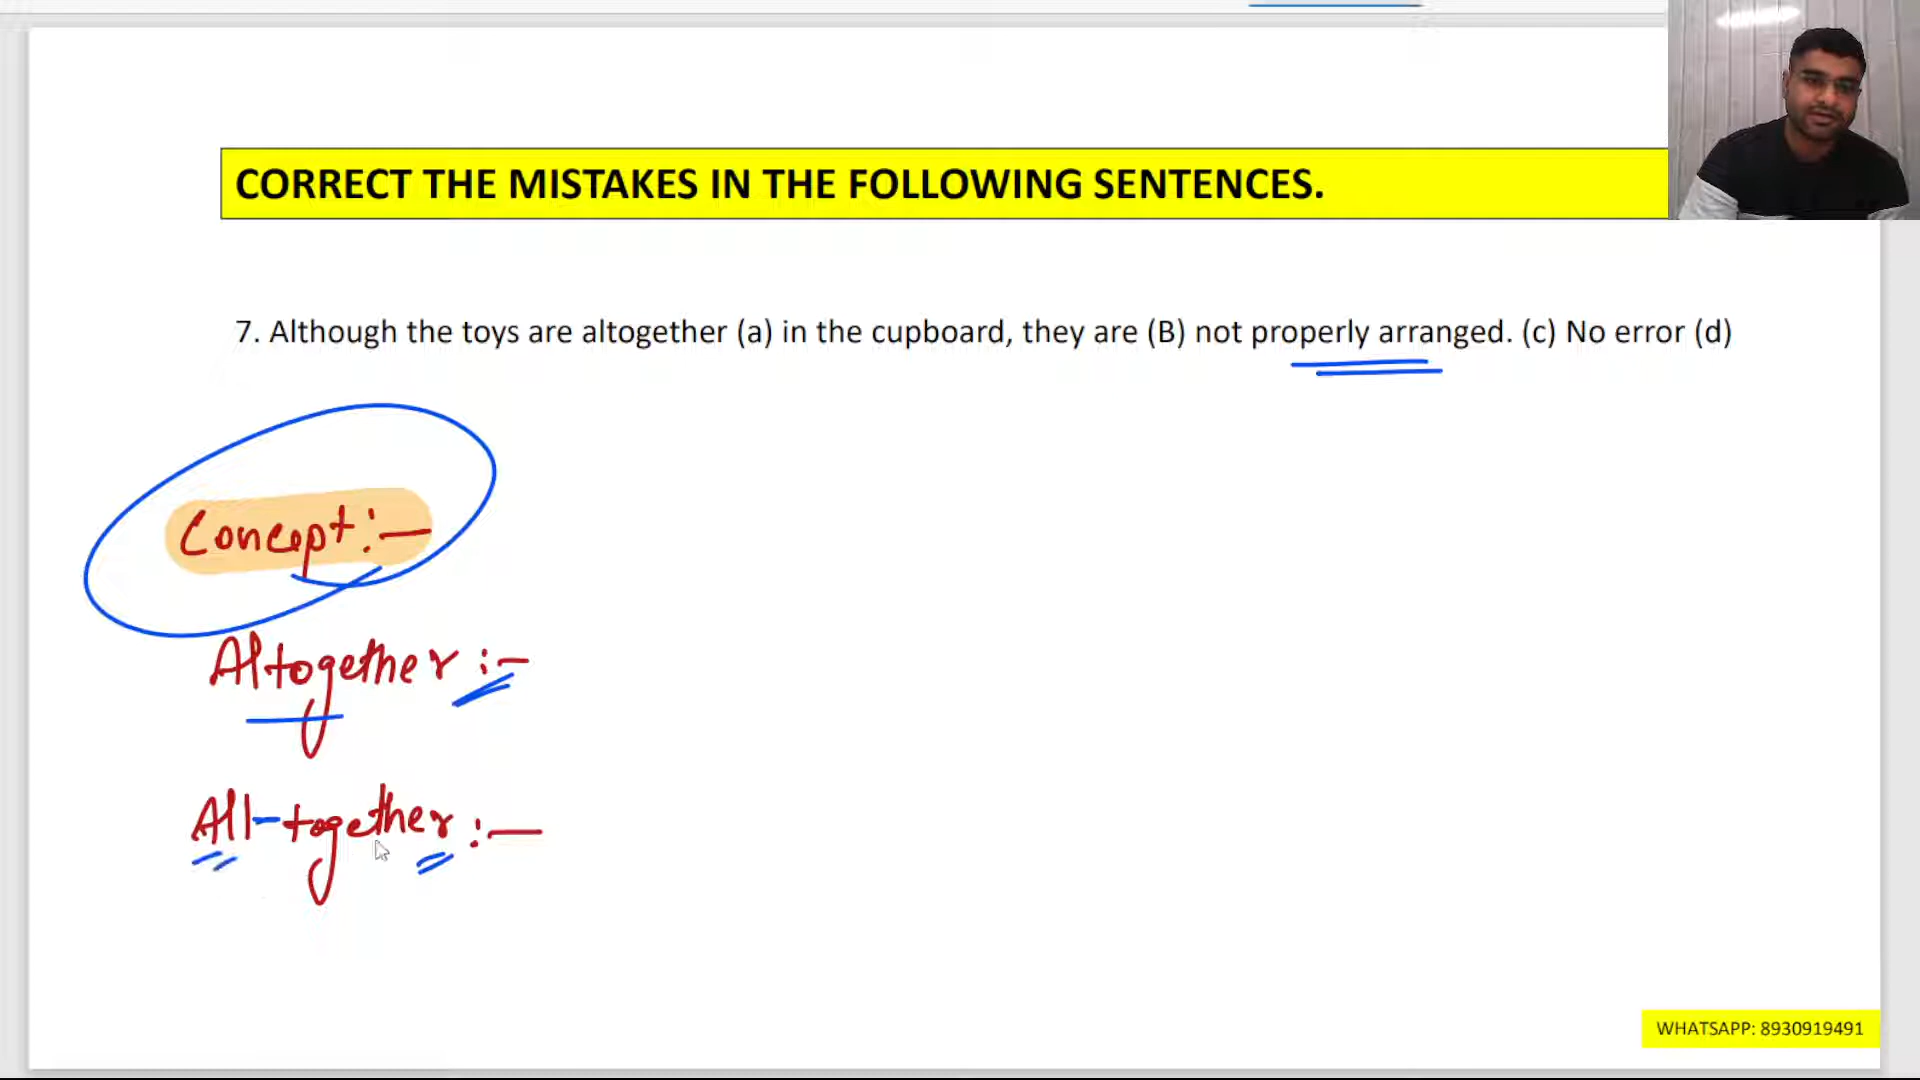 CORRECT THE MISTAKES IN THE FOLLOWING SENTENCES.
7. Although the toys are altogether (a) in the cupboard, they are (B) not properly arranged. (c) No error (d)
Concept:—
Altogether:-
All-together:—
WHATSAPP: 8930919491